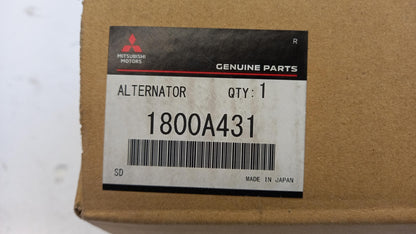 R
MITSUBISHI
MOTORS
GENUINE PARTS
ALTERNATOR QTY: 1
1800A431
SD
MADE IN JAPAN